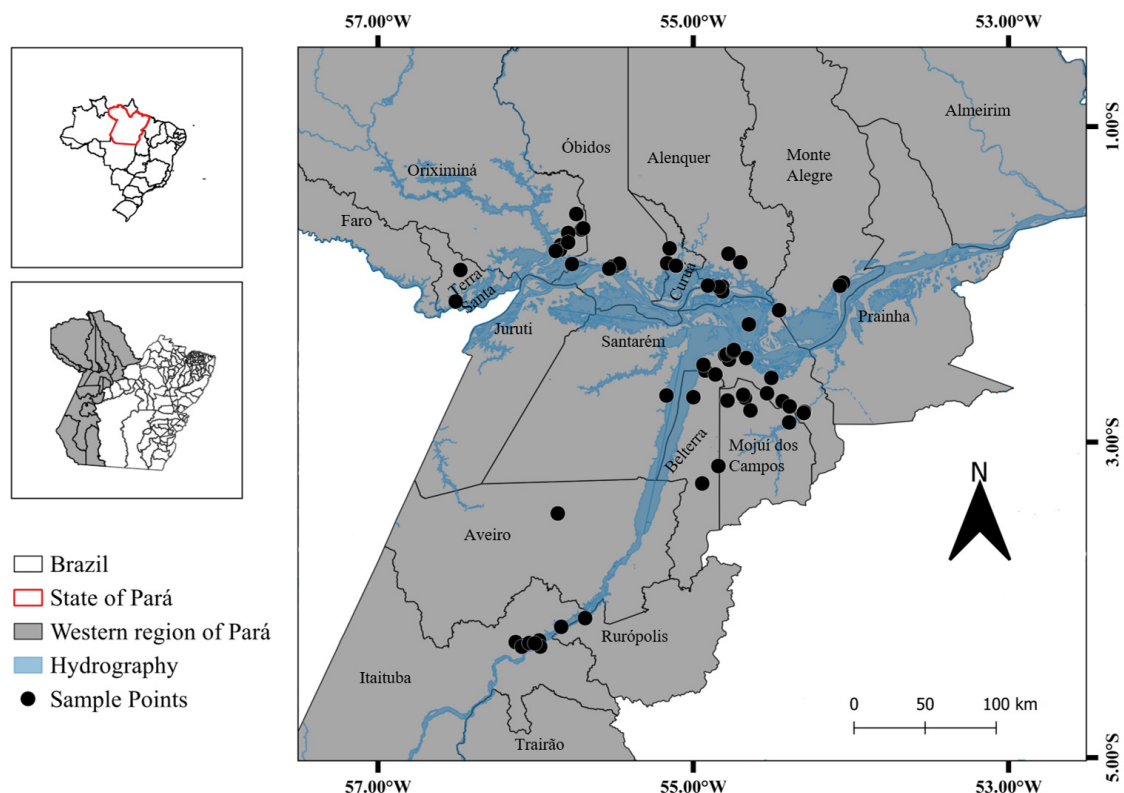 57.00°W 55.00°W 53.00°W
Almeirim
1.00°S
Óbidos
Alenquer
Monte
Alegre
Oriximiná
Faro
Terra
Santa
Curuá
Prainha
Juruti
Santarém
Belterra
Mojuí dos
Campos
3.00°S
N
Aveiro
Rurópolis
Itaituba
Trairão
0 50 100 km
5.00°S
57.00°W 55.00°W 53.00°W
Brazil
State of Pará
Western region of Pará
Hydrography
Sample Points